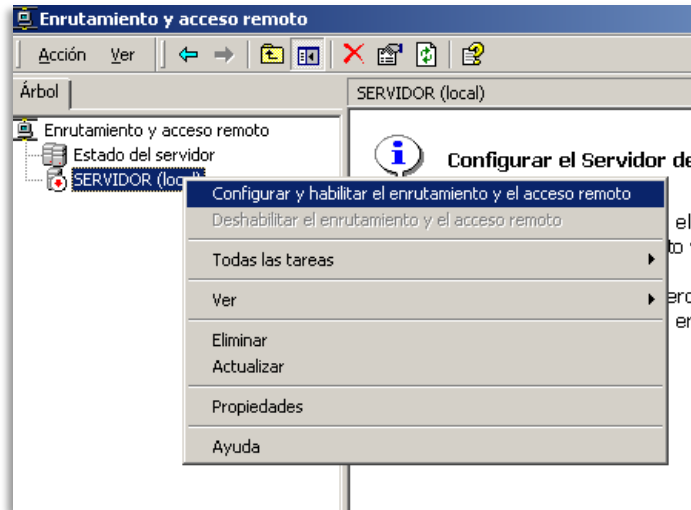 Enrutamiento y acceso remoto
Acción Ver
Árbol
SERVIDOR (local)
Enrutamiento y acceso remoto
Estado del servidor
SERVIDOR
Configurar el Servidor
Configurar y habilitar el enrutamiento y el acceso remoto
Deshabilitar el enrutamiento y el acceso remoto
Todas las tareas
Ver
Eliminar
Actualizar
Propiedades
Ayuda